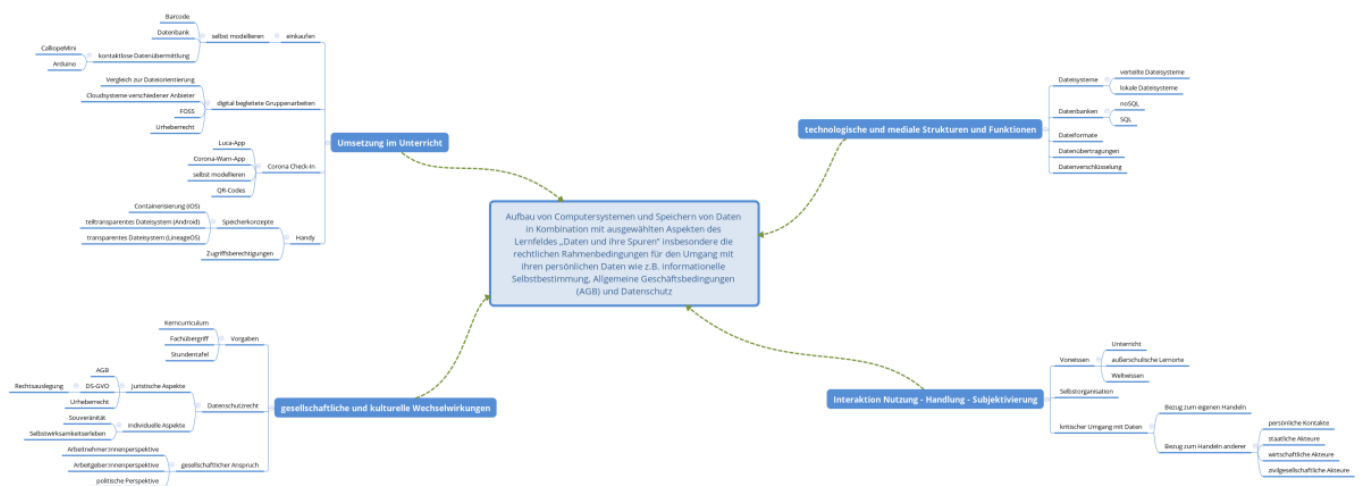 Barcode
Datenbank
CalliopeMini
Arduino
kontaktlose Datenübermittlung
selbst modellieren
einkaufen
Vergleich zur Dateiorientierung
Cloudsysteme verschiedener Anbieter
FOSS
Urheberrecht
digital begleitete Gruppenarbeiten
Umsetzung im Unterricht
Luca-App
Corona-Warn-App
selbst modellieren
QR-Codes
Corona Check-In
Containerisierung (iOS)
teiltransparentes Dateisystem (Android)
transparentes Dateisystem (LineageOS)
Speicherkonzepte
Handy
Zugriffsberechtigungen
technologische und mediale Strukturen und Funktionen
Dateisysteme
verteilte Dateisysteme
lokale Dateisysteme
Datenbanken
noSQL
SQL
Dateiformate
Datenübertragungen
Datenverschlüsselung
Aufbau von Computersystemen und Speichern von Daten
in Kombination mit ausgewählten Aspekten des
Lernfeldes „Daten und ihre Spuren“ insbesondere die
rechtlichen Rahmenbedingungen für den Umgang mit
ihren persönlichen Daten wie z.B. informationelle
Selbstbestimmung, Allgemeine Geschäftsbedingungen
(AGB) und Datenschutz
Kerncurriculum
Fachübergriff
Stundentafel
Vorgaben
AGB
Rechtsauslegung
DS-GVO
Urheberrecht
Juristische Aspekte
Datenschutzrecht
Souveränität
Selbstwirksamkeitserleben
individuelle Aspekte
gesellschaftliche und kulturelle Wechselwirkungen
Arbeitnehmer:innenperspektive
Arbeitgeber:innenperspektive
politische Perspektive
gesellschaftlicher Anspruch
Interaktion Nutzung - Handlung - Subjektivierung
Vorwissen
Unterricht
außerschulische Lernorte
Weltwissen
Selbstorganisation
kritischer Umgang mit Daten
Bezug zum eigenen Handeln
Bezug zum Handeln anderer
persönliche Kontakte
staatliche Akteure
wirtschaftliche Akteure
zivilgesellschaftliche Akteure